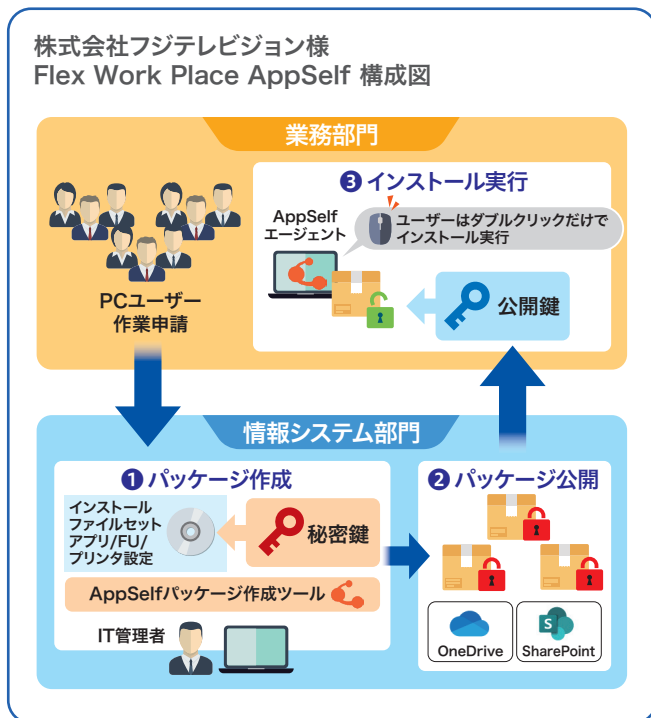 株式会社フジテレビジョン様
Flex Work Place AppSelf 構成図
業務部門
PCユーザー
作業申請
❸ インストール実行
AppSelf
エージェント
ユーザーはダブルクリックだけで
インストール実行
公開鍵
情報システム部門
❶ パッケージ作成
インストール
ファイルセット
アプリ/FU/
プリンタ設定
秘密鍵
AppSelfパッケージ作成ツール
IT管理者
❷ パッケージ公開
OneDrive
S
SharePoint